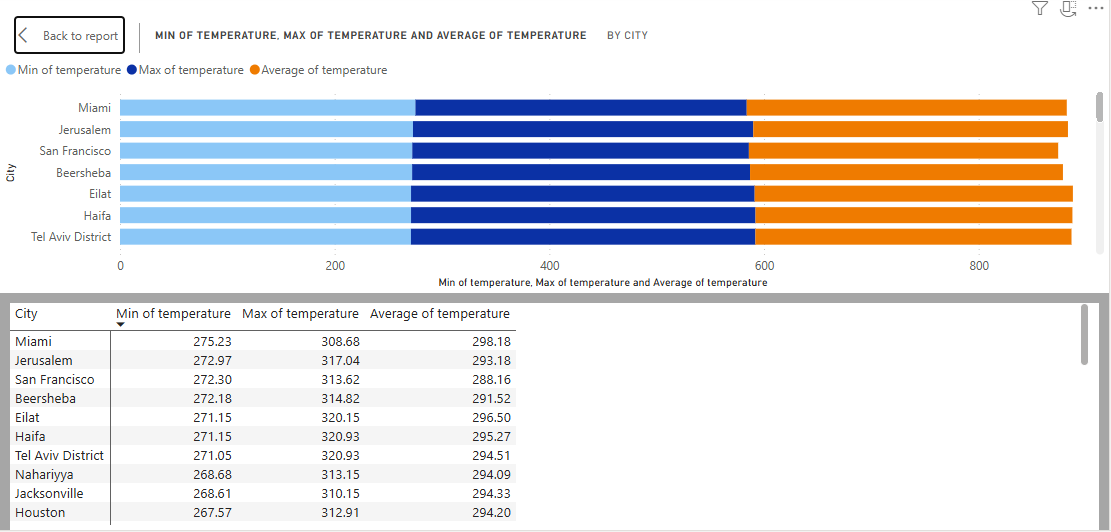 Back to report
MIN OF TEMPERATURE, MAX OF TEMPERATURE AND AVERAGE OF TEMPERATURE BY CITY
Min of temperature Max of temperature Average of temperature
City
Miami
Jerusalem
San Francisco
Beersheba
Eilat
Haifa
Tel Aviv District
0 200 400 600 800
Min of temperature, Max of temperature and Average of temperature
City Min of temperature Max of temperature Average of temperature
Miami 275.23 308.68 298.18
Jerusalem 272.97 317.04 293.18
San Francisco 272.30 313.62 288.16
Beersheba 272.18 314.82 291.52
Eilat 271.15 320.15 296.50
Haifa 271.15 320.93 295.27
Tel Aviv District 271.05 320.93 294.51
Nahariyya 268.68 313.15 294.09
Jacksonville 268.61 310.15 294.33
Houston 267.57 312.91 294.20